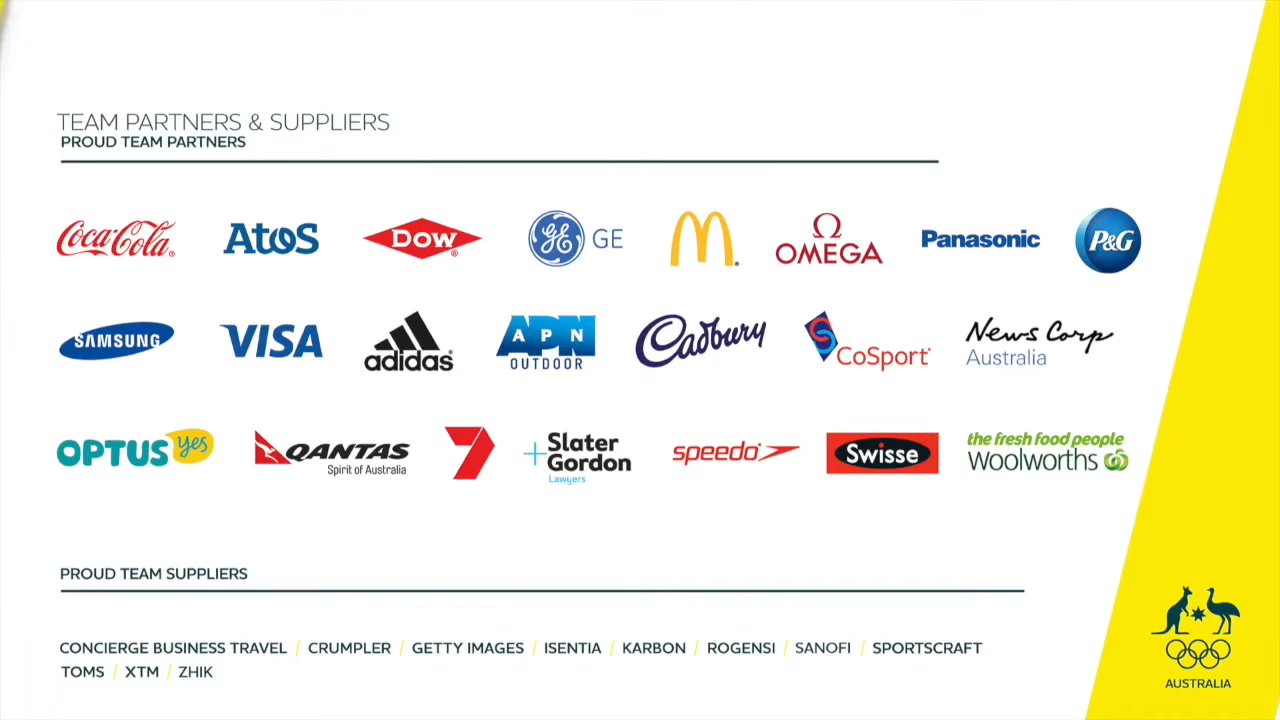 TEAM PARTNERS & SUPPLIERS
PROUD TEAM PARTNERS
Coca-Cola Atos Dow GE GE M OMEGA Panasonic P&G
SAMSUNG VISA adidas APN OUTDOOR Cadbury CoSport News Corp Australia
OPTUS yes QANTAS Spirit of Australia 7 Slater + Gordon Lawyers speedo Swisse the fresh food people Woolworths
PROUD TEAM SUPPLIERS
CONCIERGE BUSINESS TRAVEL / CRUMPLER / GETTY IMAGES / ISENTIA / KARBON / ROGENSI / SANOFI / SPORTSCRAFT
TOMS / XTM / ZHIK
AUSTRALIA